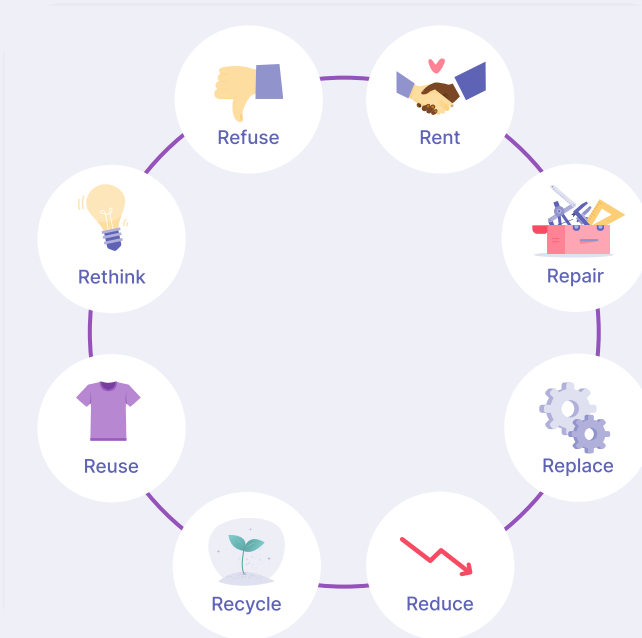 Refuse
Rent
Rethink
Repair
Reuse
Replace
Recycle
Reduce